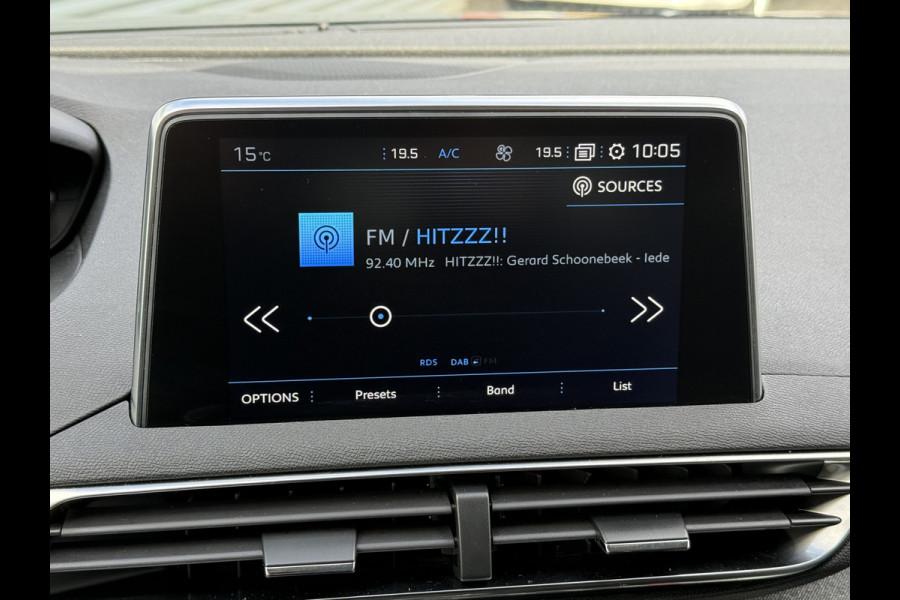 15°C 19.5 A/C 19.5 10:05
SOURCES
FM / HITZZZ!!
92.40 MHz HITZZZ!!: Gerard Schoonebeek - Iede
RDS DAB FM
OPTIONS Presets Band List